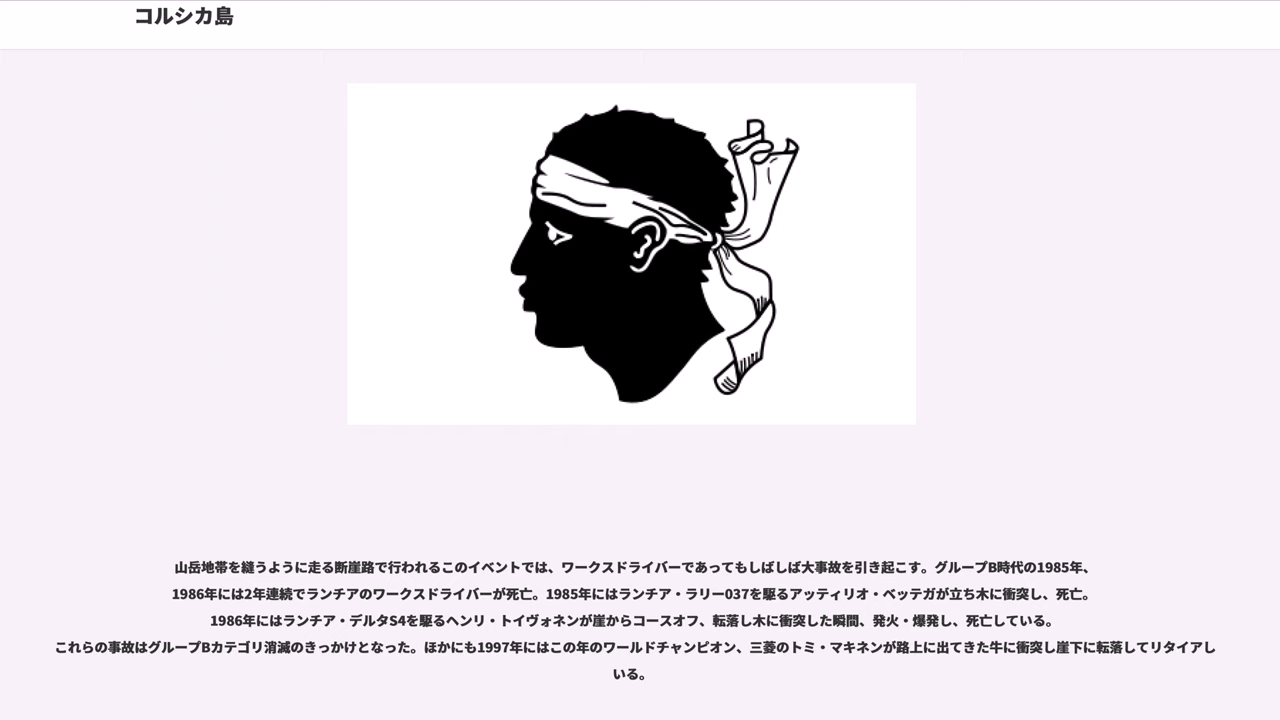 コルシカ島
山岳地帯を縫うように走る断崖路で行われるこのイベントでは、ワークスドライバーであってもしばしば大事故を引き起こす。グループB時代の1985年、
1986年には2年連続でランチアのワークスドライバーが死亡。1985年にはランチア・ラリー037を駆るアッティリオ・ベッテガが立ち木に衝突し、死亡。
1986年にはランチア・デルタS4を駆るヘンリ・トイヴォネンが崖からコースオフ、転落し木に衝突した瞬間、発火・爆発し、死亡している。
これらの事故はグループBカテゴリ消滅のきっかけとなった。ほかにも1997年にはこの年のワールドチャンピオン、三菱のトミ・マキネンが路上に出てきた牛に衝突し崖下に転落してリタイアし
いる。